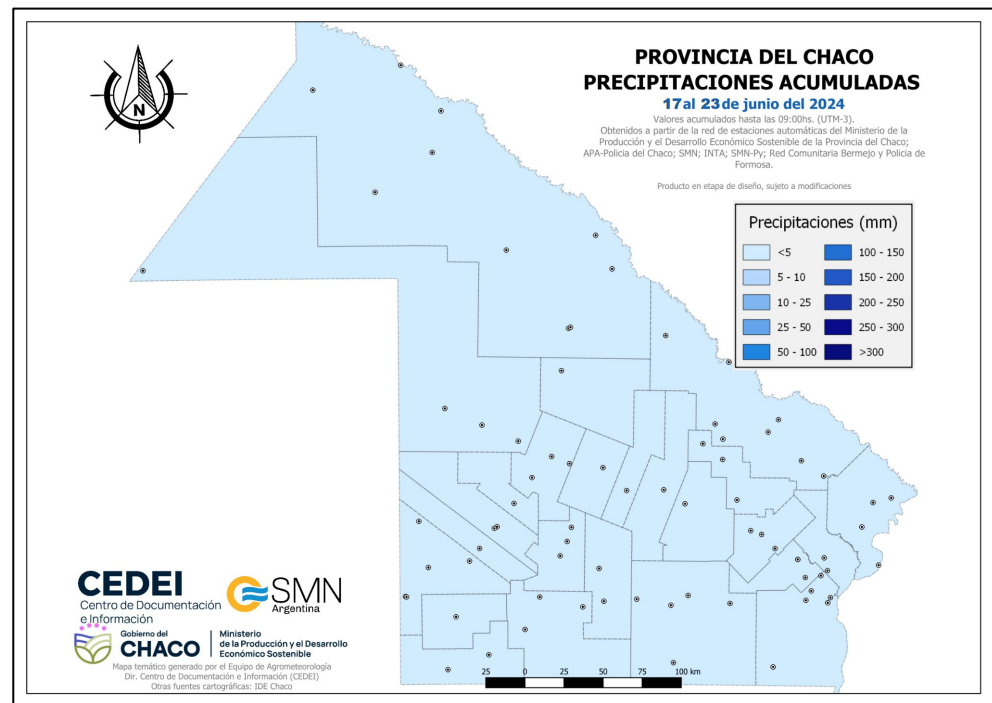 N
PROVINCIA DEL CHACO
PRECIPITACIONES ACUMULADAS
17 al 23 de junio del 2024
Valores acumulados hasta las 09:00hs. (UTM-3).
Obtenidos a partir de la red de estaciones automáticas del Ministerio de la
Producción y el Desarrollo Económico Sostenible de la Provincia del Chaco;
APA-Policia del Chaco; SMN; INTA; SMN-Py; Red Comunitaria Bermejo y Policia de
Formosa.
Producto en etapa de diseño, sujeto a modificaciones
Precipitaciones (mm)
<5
5 - 10
10 - 25
25 - 50
50 - 100
100 - 150
150 - 200
200 - 250
250 - 300
>300
CEDEI
Centro de Documentación
e Información
SMN
Argentina
Gobierno del
CHACO
Ministerio
de la Producción y el Desarrollo
Económico Sostenible
Mapa temático generado por el Equipo de Agrometeorología
Dir. Centro de Documentación e Información (CEDEI)
Otras fuentes cartográficas: IDE Chaco
25 0 25 50 75 100 km